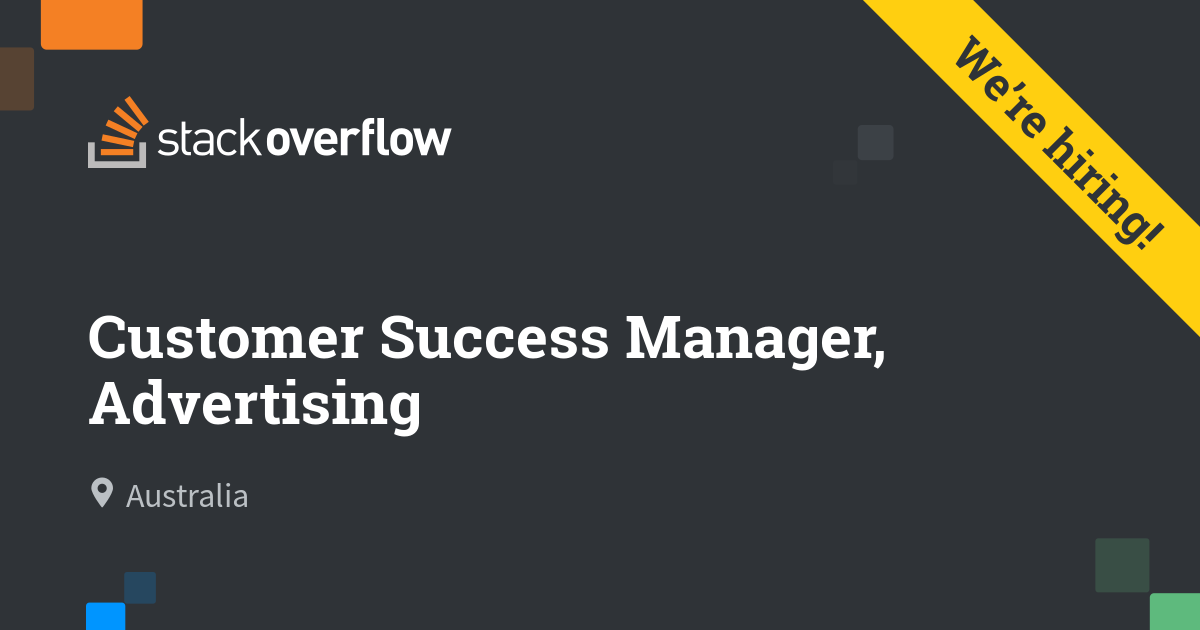 We’re hiring!
stackoverflow
Customer Success Manager,
Advertising
Australia